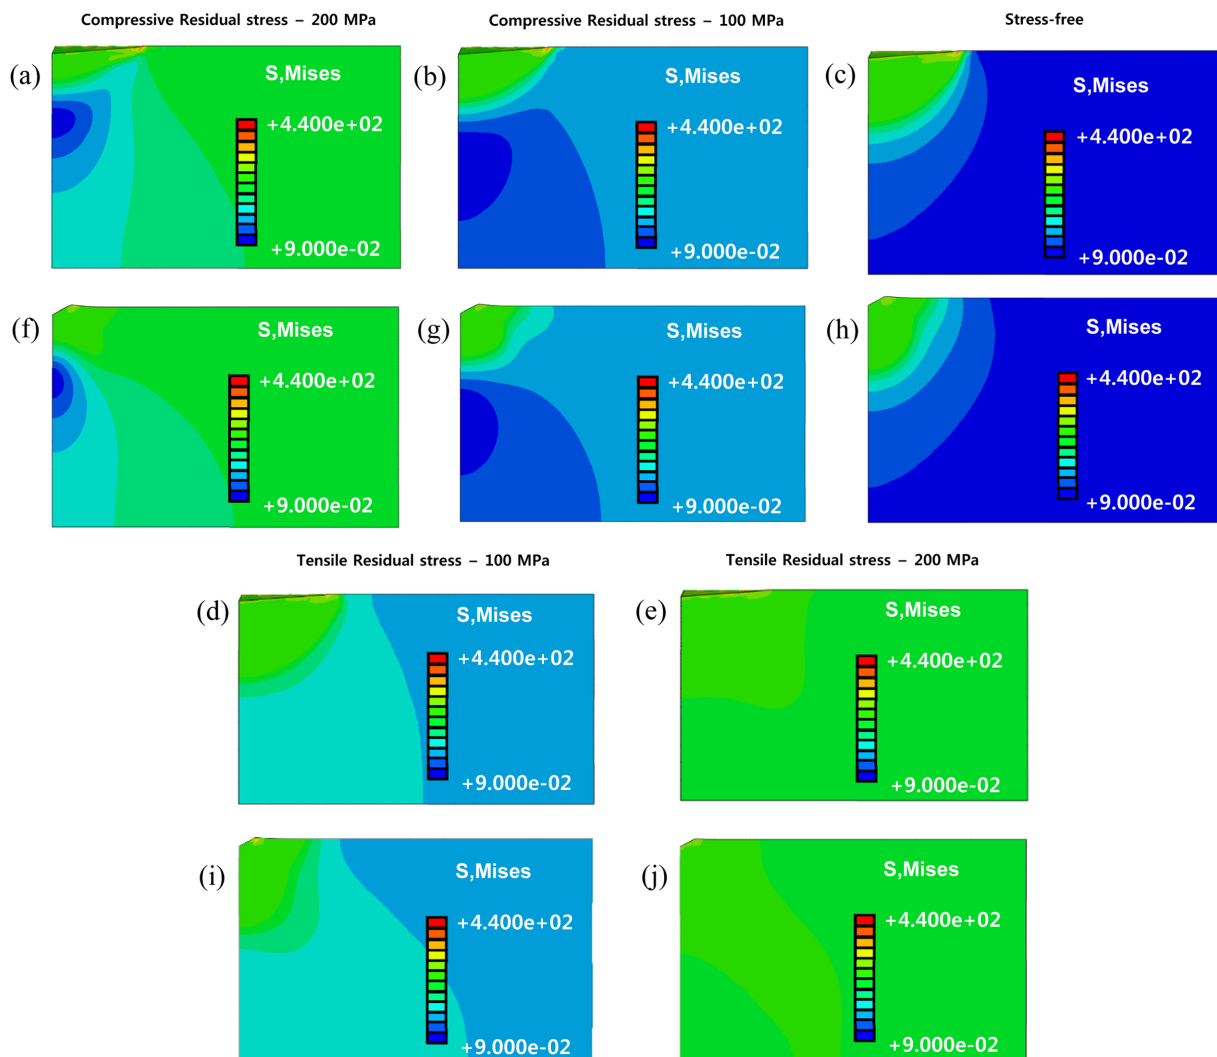 Compressive Residual stress – 200 MPa
Compressive Residual stress – 100 MPa
Stress-free
(a)
S,Mises
+4.400e+02
+9.000e-02
(b)
S,Mises
+4.400e+02
+9.000e-02
(c)
S,Mises
+4.400e+02
+9.000e-02
(f)
S,Mises
+4.400e+02
+9.000e-02
(g)
S,Mises
+4.400e+02
+9.000e-02
(h)
S,Mises
+4.400e+02
+9.000e-02
Tensile Residual stress – 100 MPa
Tensile Residual stress – 200 MPa
(d)
S,Mises
+4.400e+02
+9.000e-02
(e)
S,Mises
+4.400e+02
+9.000e-02
(i)
S,Mises
+4.400e+02
+9.000e-02
(j)
S,Mises
+4.400e+02
+9.000e-02